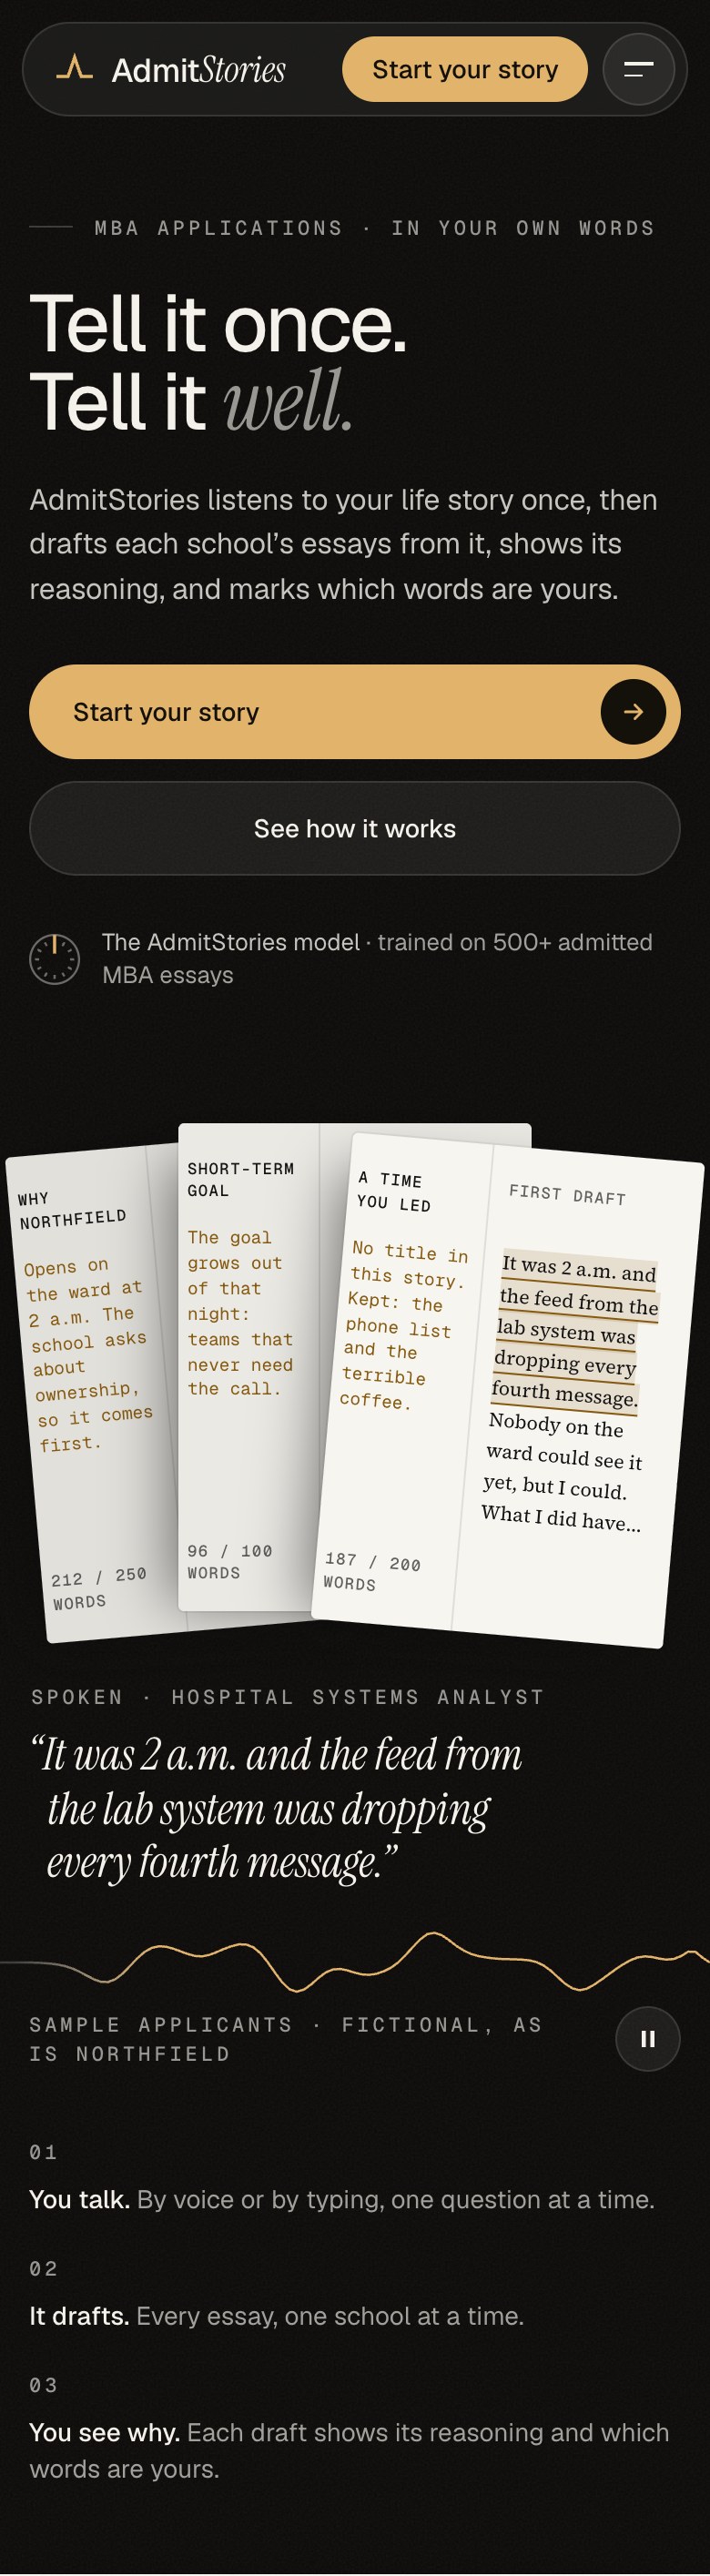 AdmitStories
Start your story
MBA APPLICATIONS · IN YOUR OWN WORDS
Tell it once.
Tell it well.
AdmitStories listens to your life story once, then
drafts each school’s essays from it, shows its
reasoning, and marks which words are yours.
Start your story
See how it works
The AdmitStories model · trained on 500+ admitted
MBA essays
WHY
NORTHFIELD
Opens on
the ward at
2 a.m. The
school asks
about
ownership,
so it comes
first.
212 / 250
WORDS
SHORT-TERM
GOAL
The goal
grows out
of that
night:
teams that
never need
the call.
96 / 100
WORDS
A TIME
YOU LED
No title in
this story.
Kept: the
phone list
and the
terrible
coffee.
187 / 200
WORDS
FIRST DRAFT
It was 2 a.m. and
the feed from the
lab system was
dropping every
fourth message.
Nobody on the
ward could see it
yet, but I could.
What I did have...
SPOKEN · HOSPITAL SYSTEMS ANALYST
“It was 2 a.m. and the feed from
the lab system was dropping
every fourth message.”
SAMPLE APPLICANTS · FICTIONAL, AS
IS NORTHFIELD
01
You talk. By voice or by typing, one question at a time.
02
It drafts. Every essay, one school at a time.
03
You see why. Each draft shows its reasoning and which
words are yours.